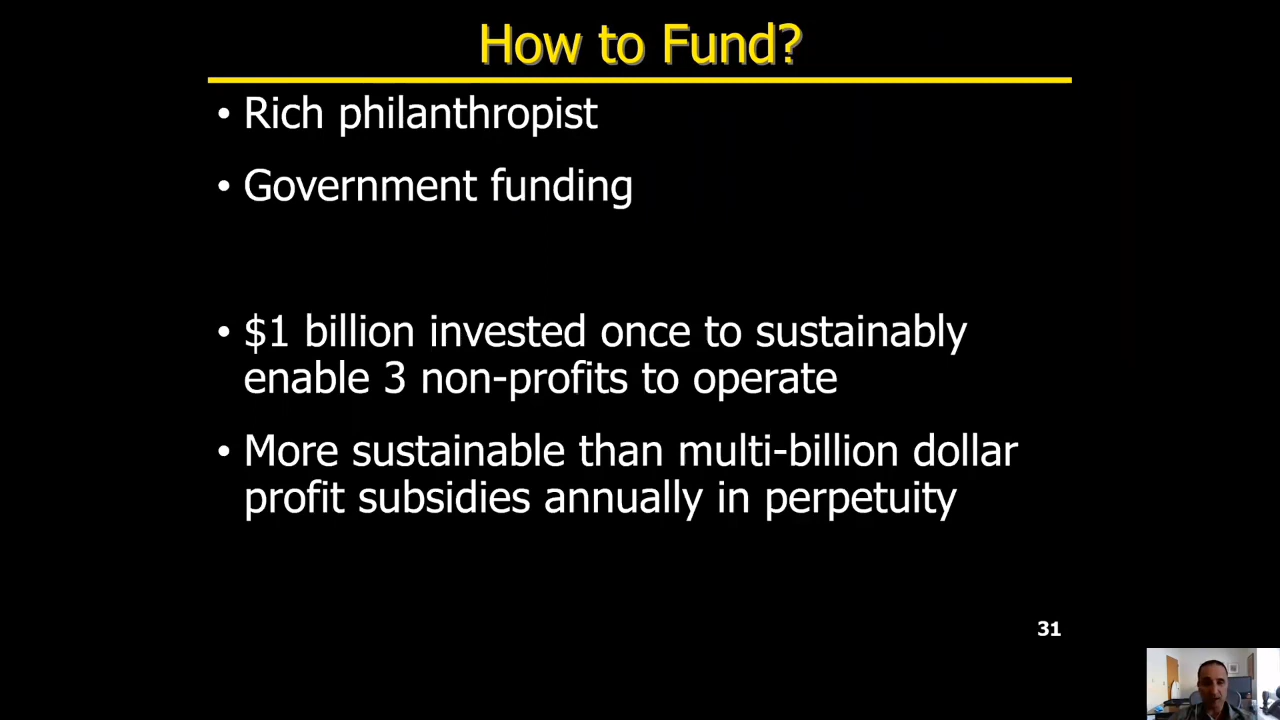 How to Fund?
• Rich philanthropist
• Government funding
• $1 billion invested once to sustainably
enable 3 non-profits to operate
• More sustainable than multi-billion dollar
profit subsidies annually in perpetuity
31